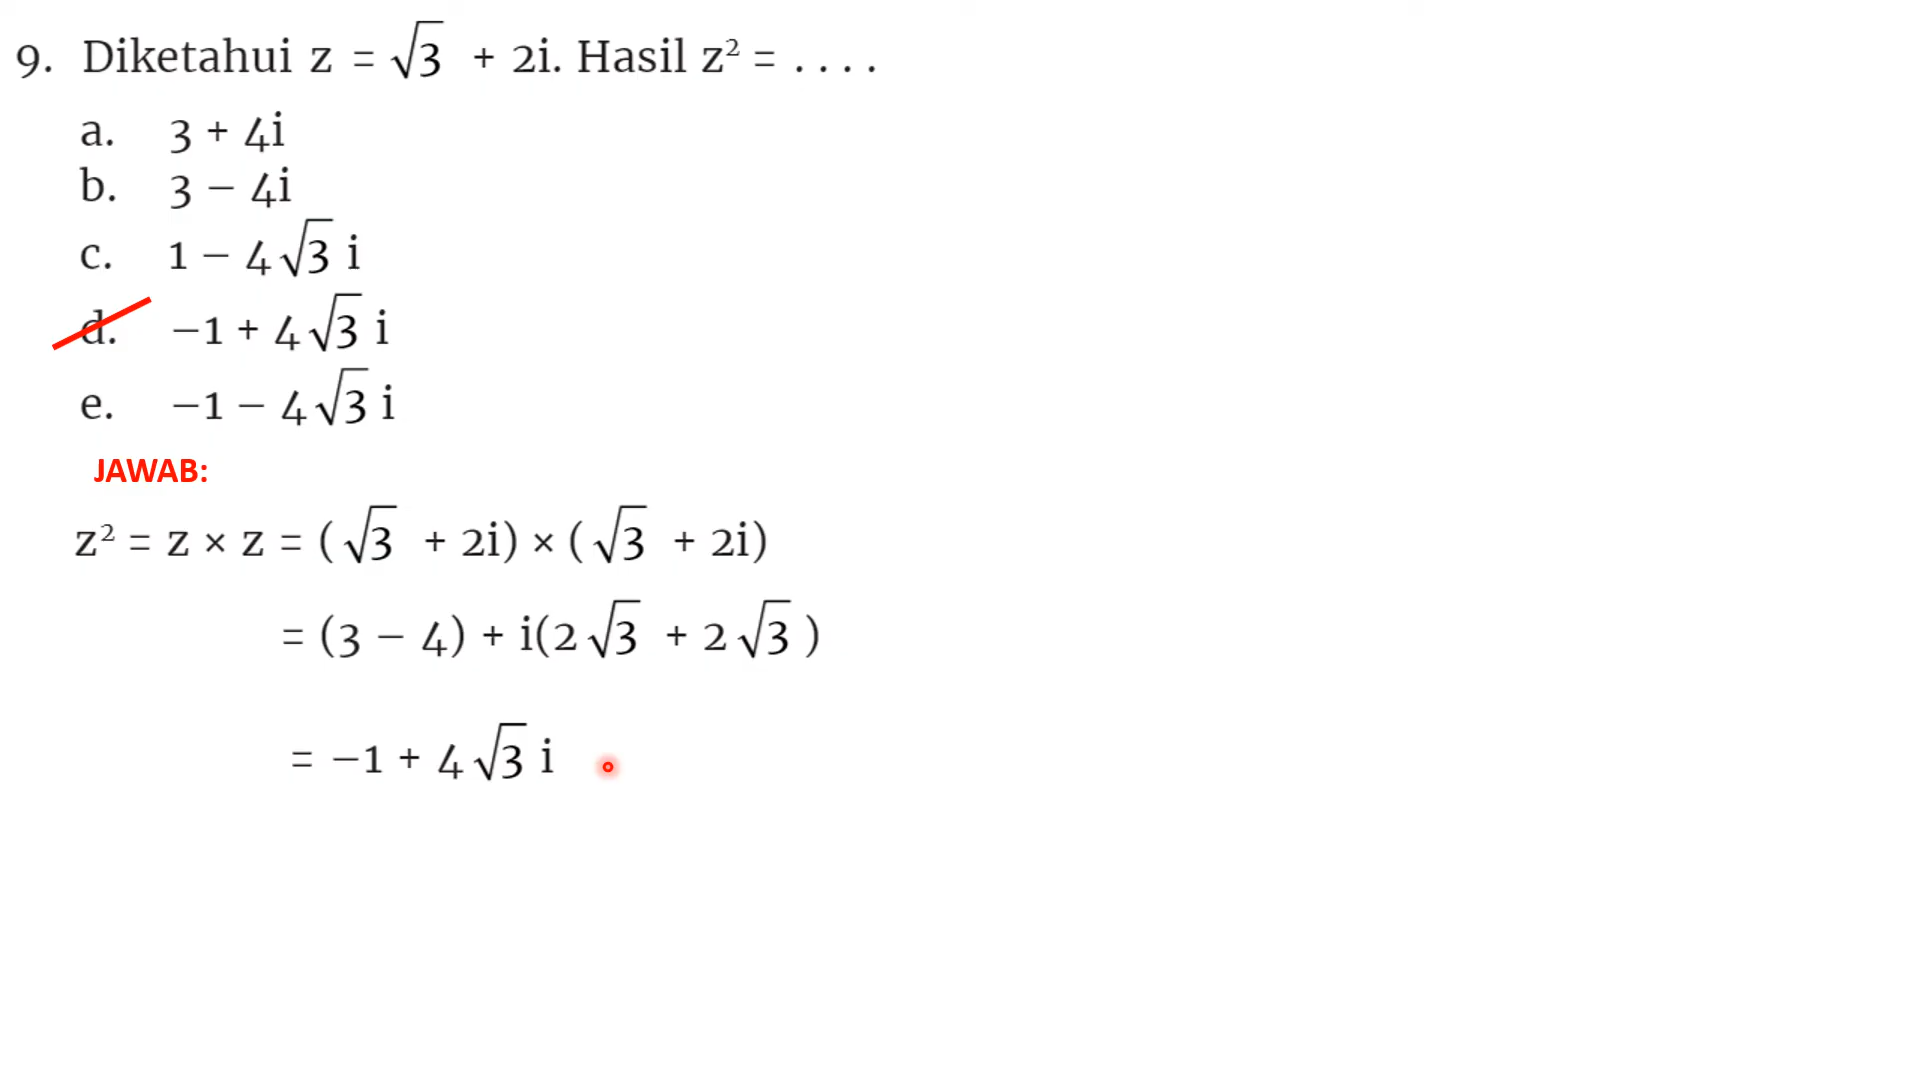 9. Diketahui z = √3 + 2i. Hasil z² = . . . .
a. 3 + 4i
b. 3 – 4i
c. 1 – 4√3 i
d. –1 + 4√3 i
e. –1 – 4√3 i
JAWAB:
z² = z × z = (√3 + 2i) × (√3 + 2i)
= (3 – 4) + i(2√3 + 2√3 )
= –1 + 4√3 i